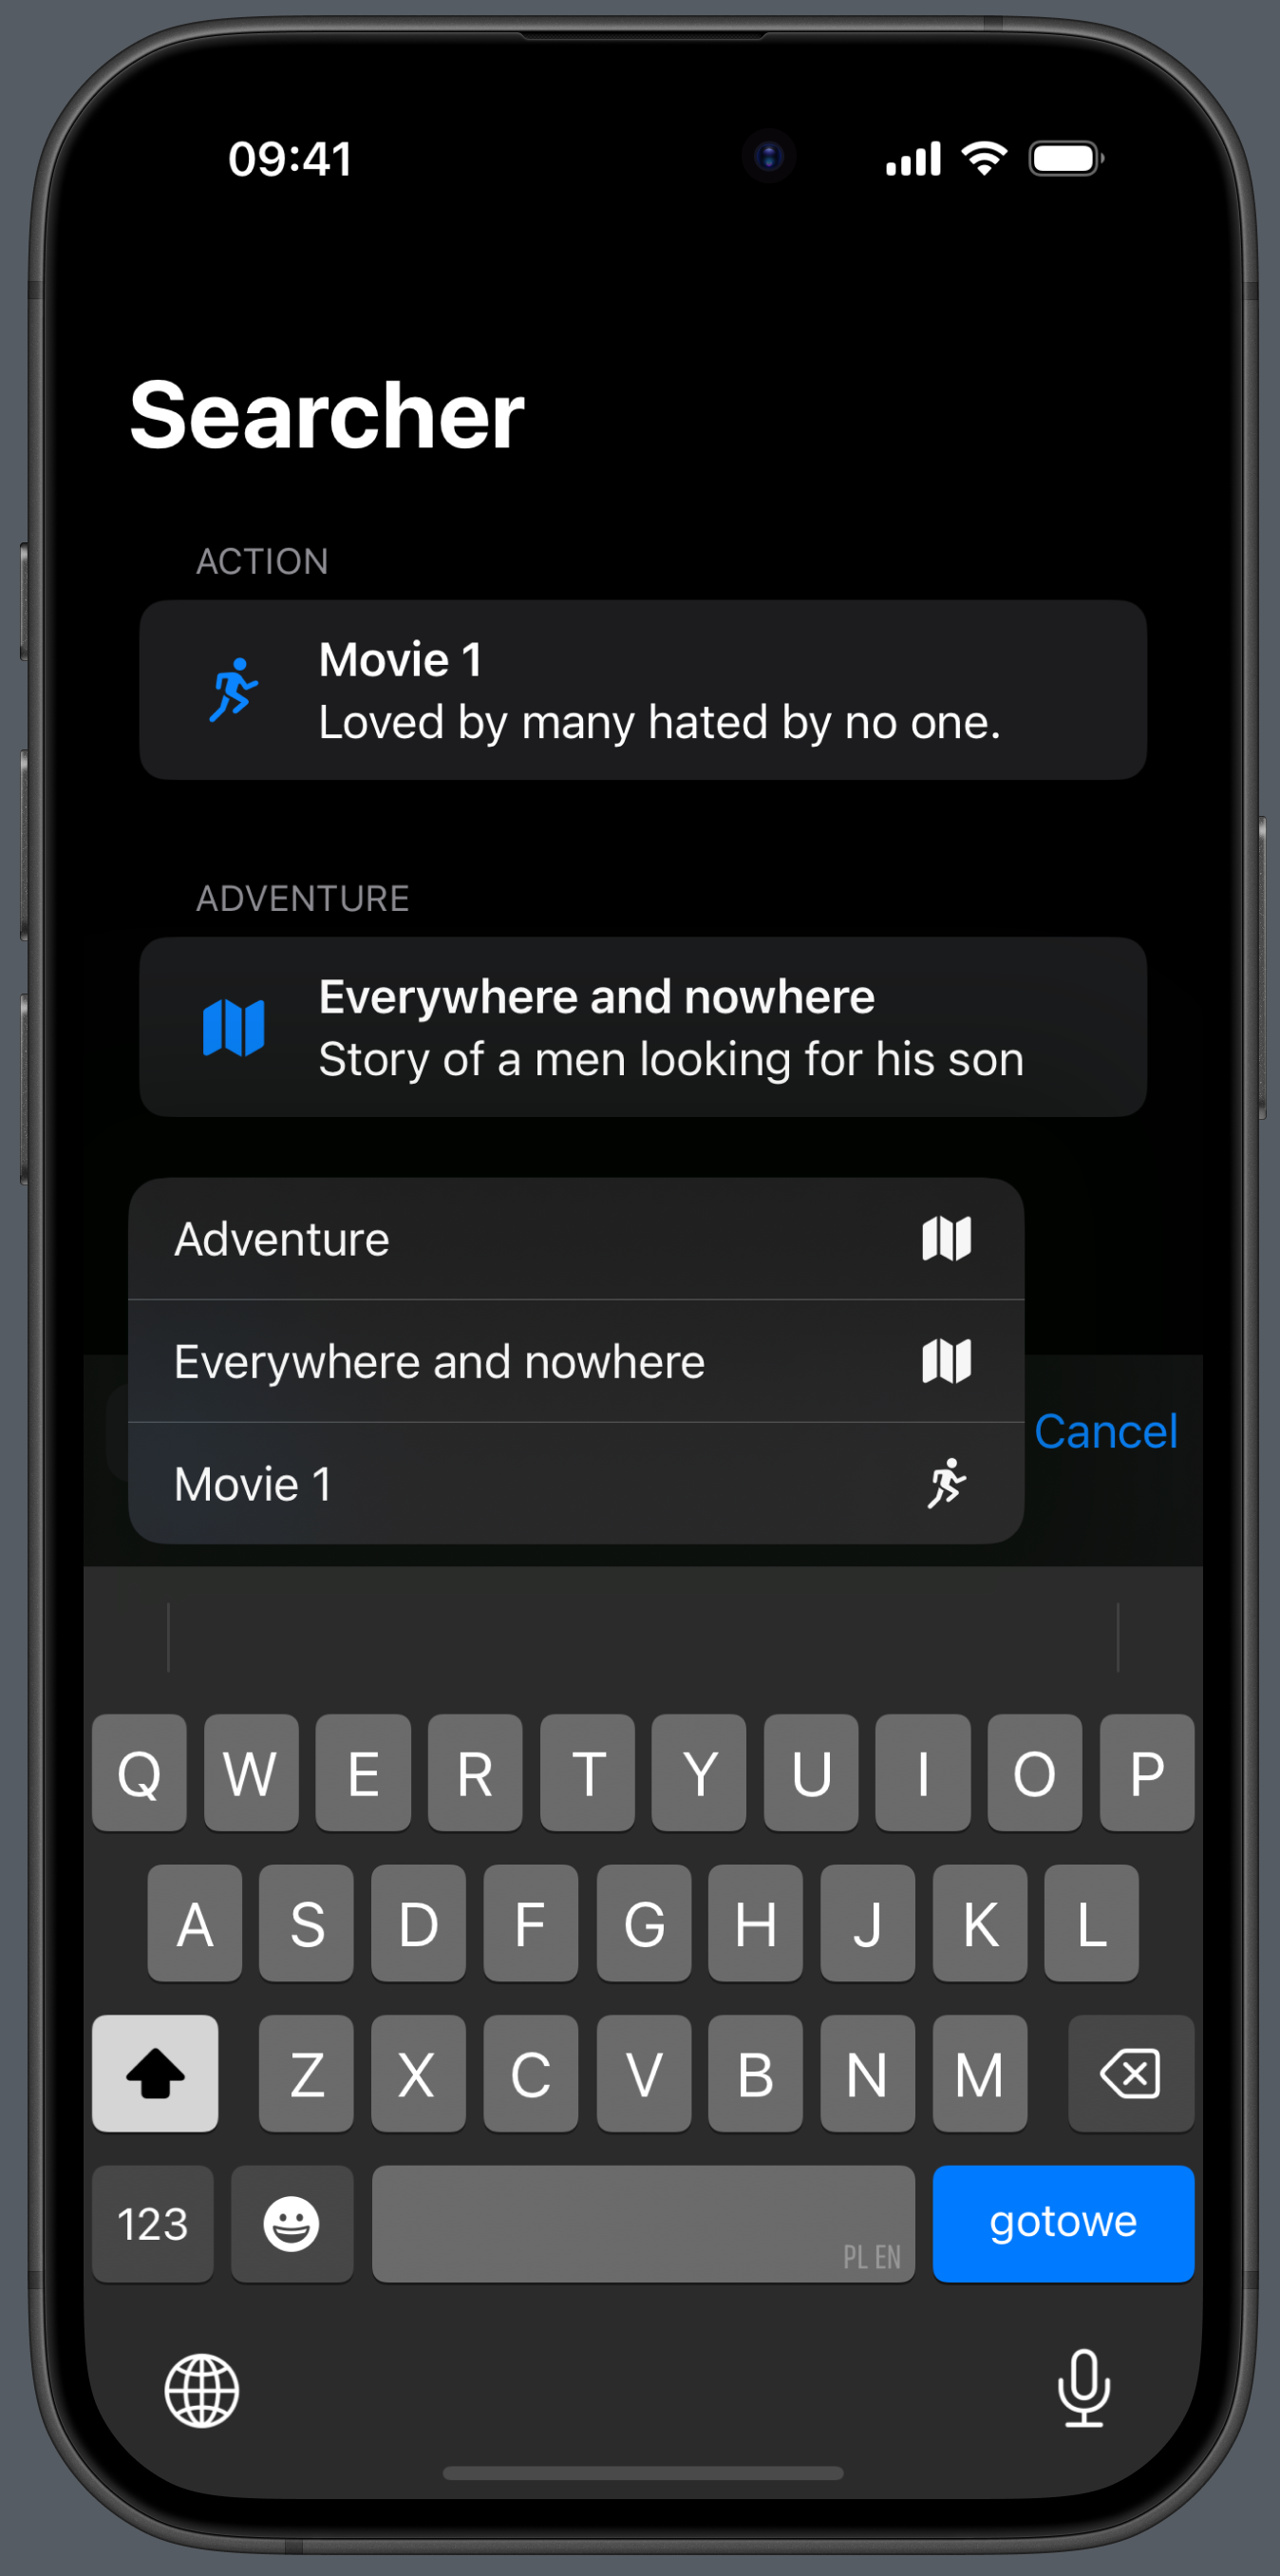 09:41
Searcher
ACTION
Movie 1
Loved by many hated by no one.
ADVENTURE
Everywhere and nowhere
Story of a men looking for his son
Adventure
Everywhere and nowhere
Movie 1
Cancel
Q W E R T Y U I O P
A S D F G H J K L
Z X C V B N M
123
PL EN
gotowe